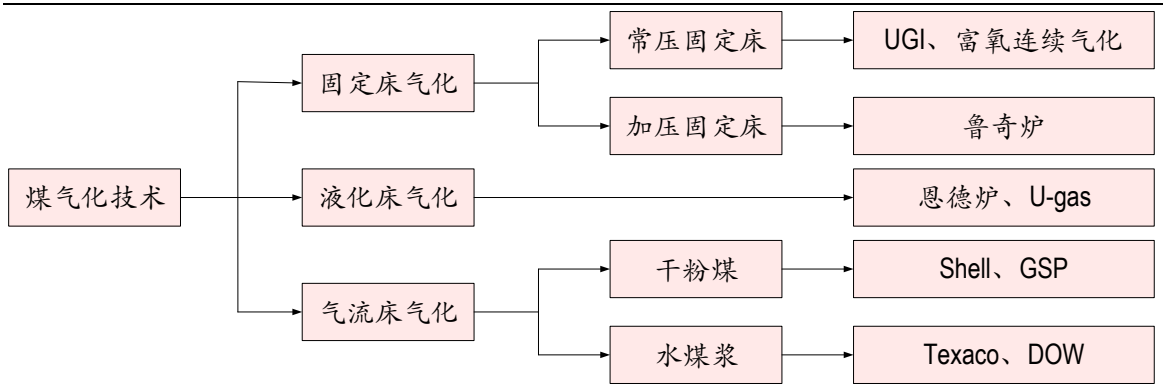 常压固定床
UGI、富氧连续气化
固定床气化
加压固定床
鲁奇炉
煤气化技术
液化床气化
恩德炉、U-gas
干粉煤
Shell、GSP
气流床气化
水煤浆
Texaco、DOW